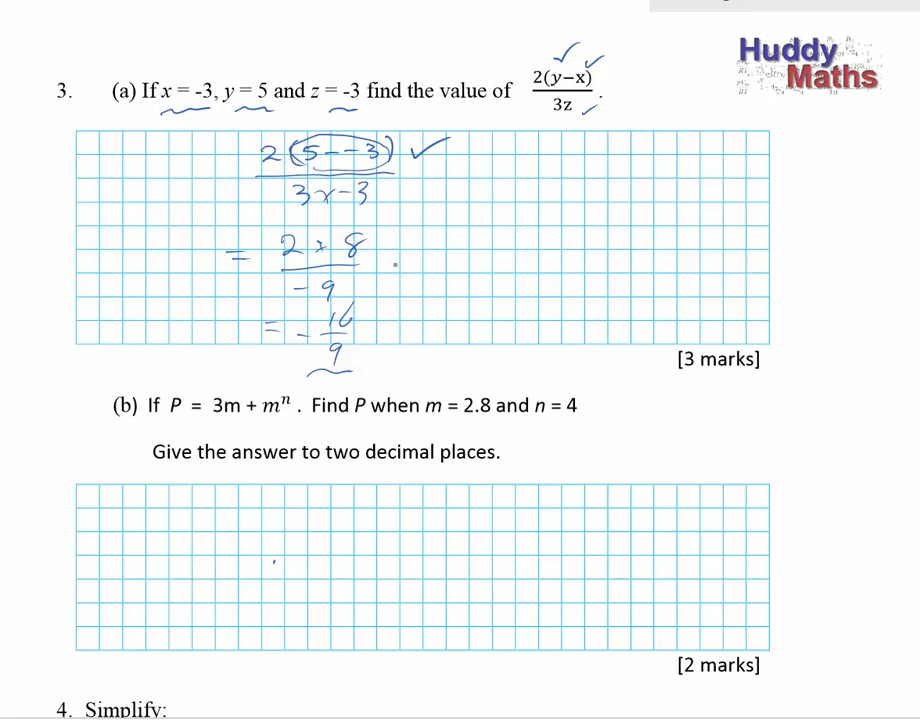 Huddy
Maths
3. (a) If x = -3, y = 5 and z = -3 find the value of 2(y−x)/3z.
2(5--3)
3x-3
= 2 × 8
-9
= - 16
9
[3 marks]
(b) If P = 3m + mⁿ . Find P when m = 2.8 and n = 4
Give the answer to two decimal places.
[2 marks]
4. Simplify: